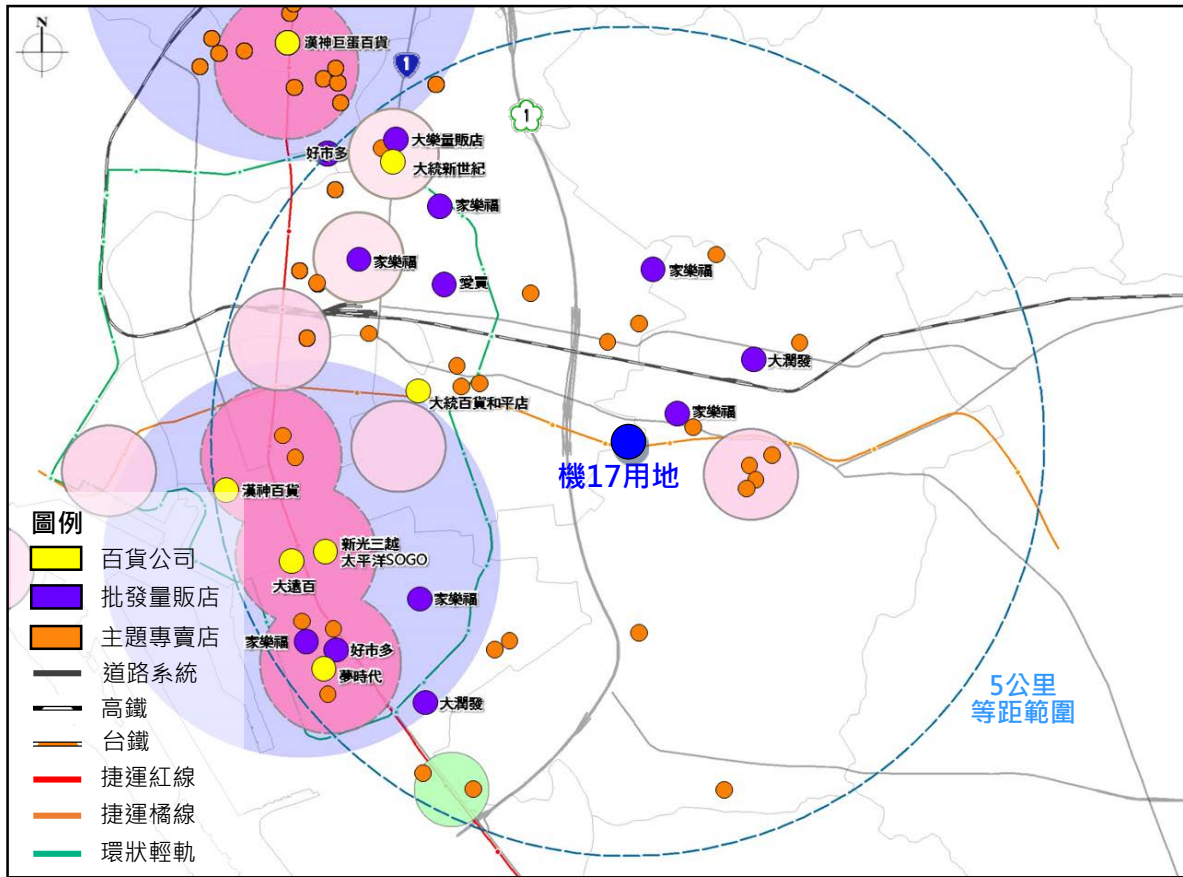 N
漢神巨蛋百貨
1
1
大樂量販店
好市多
大統新世紀
家樂福
家樂福
家樂福
愛買
大潤發
大統百貨和平店
家樂福
機17用地
漢神百貨
新光三越
太平洋SOGO
大遠百
家樂福
家樂福
好市多
夢時代
大潤發
5公里
等距範圍
圖例
百貨公司
批發量販店
主題專賣店
道路系統
高鐵
台鐵
捷運紅線
捷運橘線
環狀輕軌